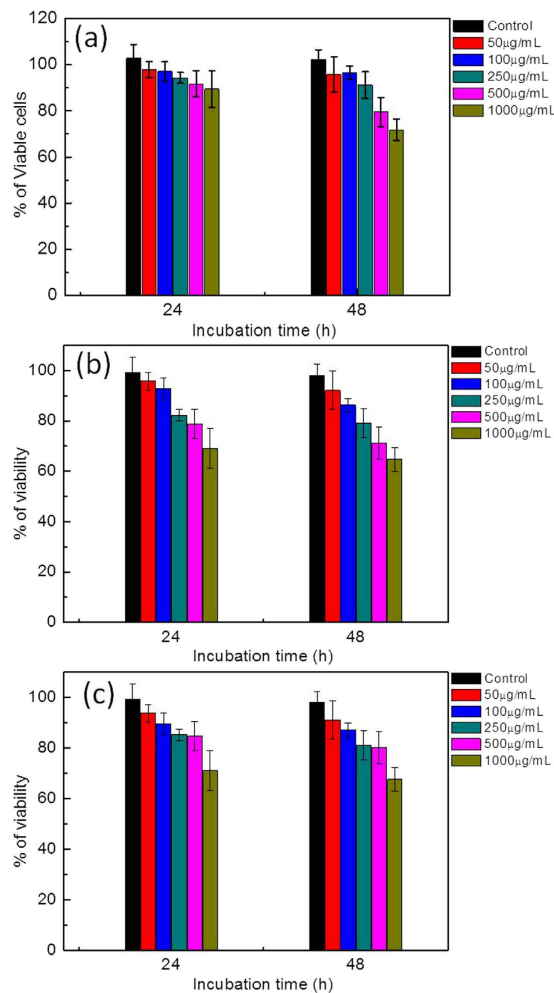 120
100
80
60
40
20
0
% of Viable cells
(a)
Control
50μg/mL
100μg/mL
250μg/mL
500μg/mL
1000μg/mL
24
48
Incubation time (h)
100
80
60
40
20
0
% of viability
(b)
Control
50μg/mL
100μg/mL
250μg/mL
500μg/mL
1000μg/mL
24
48
Incubation time (h)
100
80
60
40
20
0
% of viability
(c)
Control
50μg/mL
100μg/mL
250μg/mL
500μg/mL
1000μg/mL
24
48
Incubation time (h)